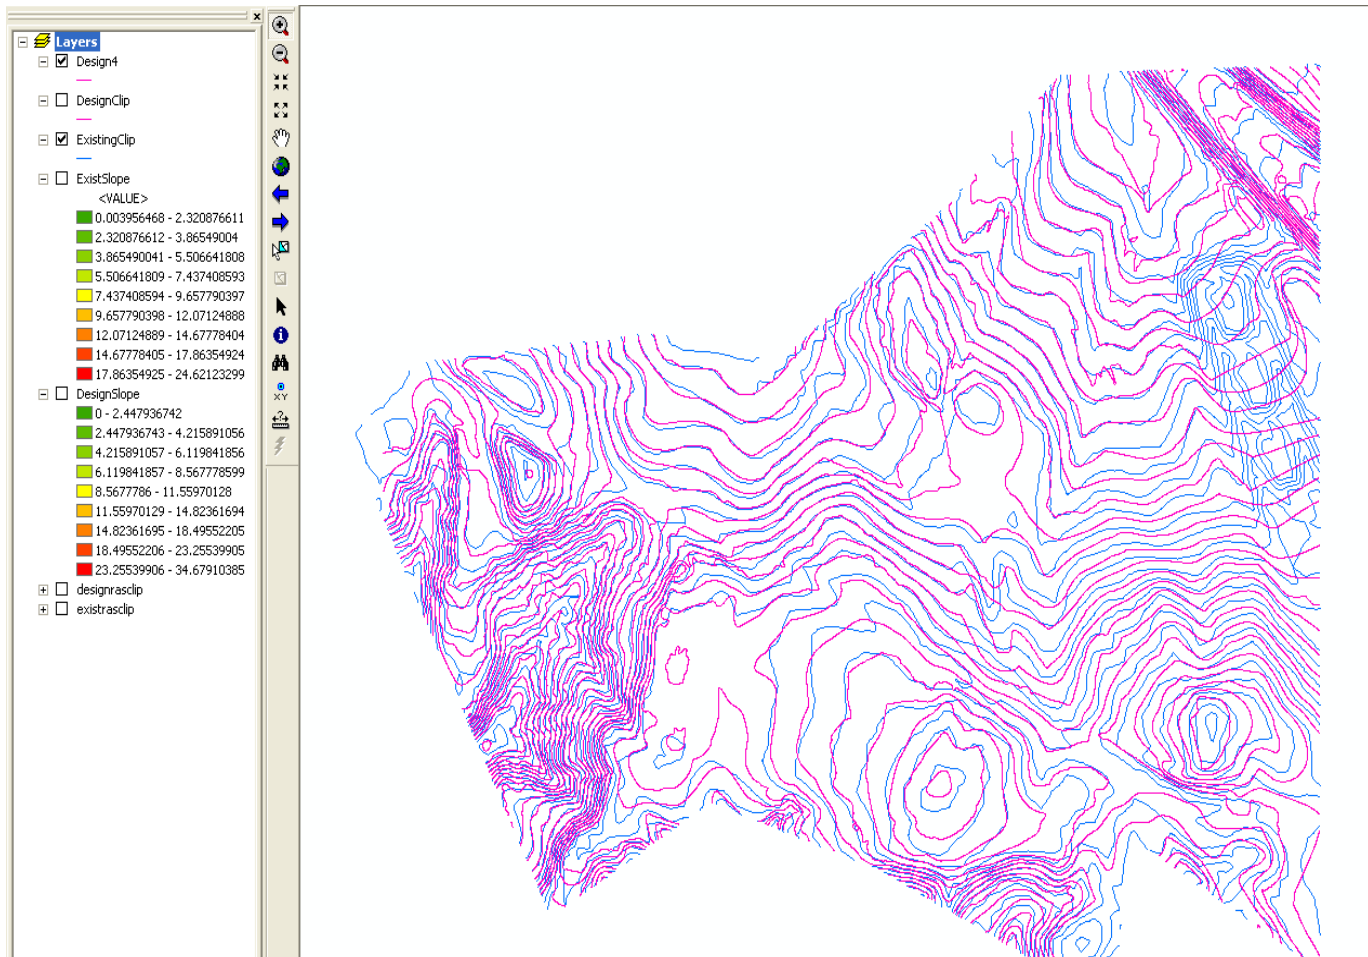 Layers
Design4
DesignClip
ExistingClip
ExistSlope
<VALUE>
0.003956468 - 2.320876611
2.320876612 - 3.86549004
3.865490041 - 5.506641808
5.506641809 - 7.437408593
7.437408594 - 9.657790397
9.657790398 - 12.07124888
12.07124889 - 14.67778404
14.67778405 - 17.86354924
17.86354925 - 24.62123299
DesignSlope
0 - 2.447936742
2.447936743 - 4.215891056
4.215891057 - 6.119841856
6.119841857 - 8.567778599
8.5677786 - 11.55970128
11.55970129 - 14.82361694
14.82361695 - 18.49552205
18.49552206 - 23.25539905
23.25539906 - 34.67910385
designrasclip
existrasclip
XY